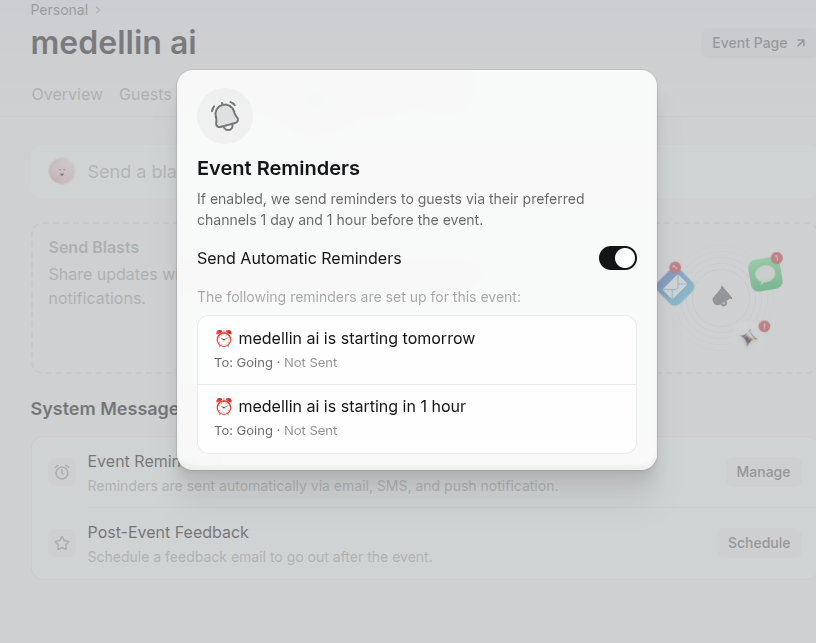 Personal
medellin ai
Event Page
Overview Guests
Send a bla
Event Reminders
If enabled, we send reminders to guests via their preferred
channels 1 day and 1 hour before the event.
Send Automatic Reminders
The following reminders are set up for this event:
medellin ai is starting tomorrow
To: Going · Not Sent
medellin ai is starting in 1 hour
To: Going · Not Sent
Send Blasts
Share updates w
notifications.
System Message
Event Remin
Reminders are sent automatically via email, SMS, and push notification.
Manage
Post-Event Feedback
Schedule a feedback email to go out after the event.
Schedule